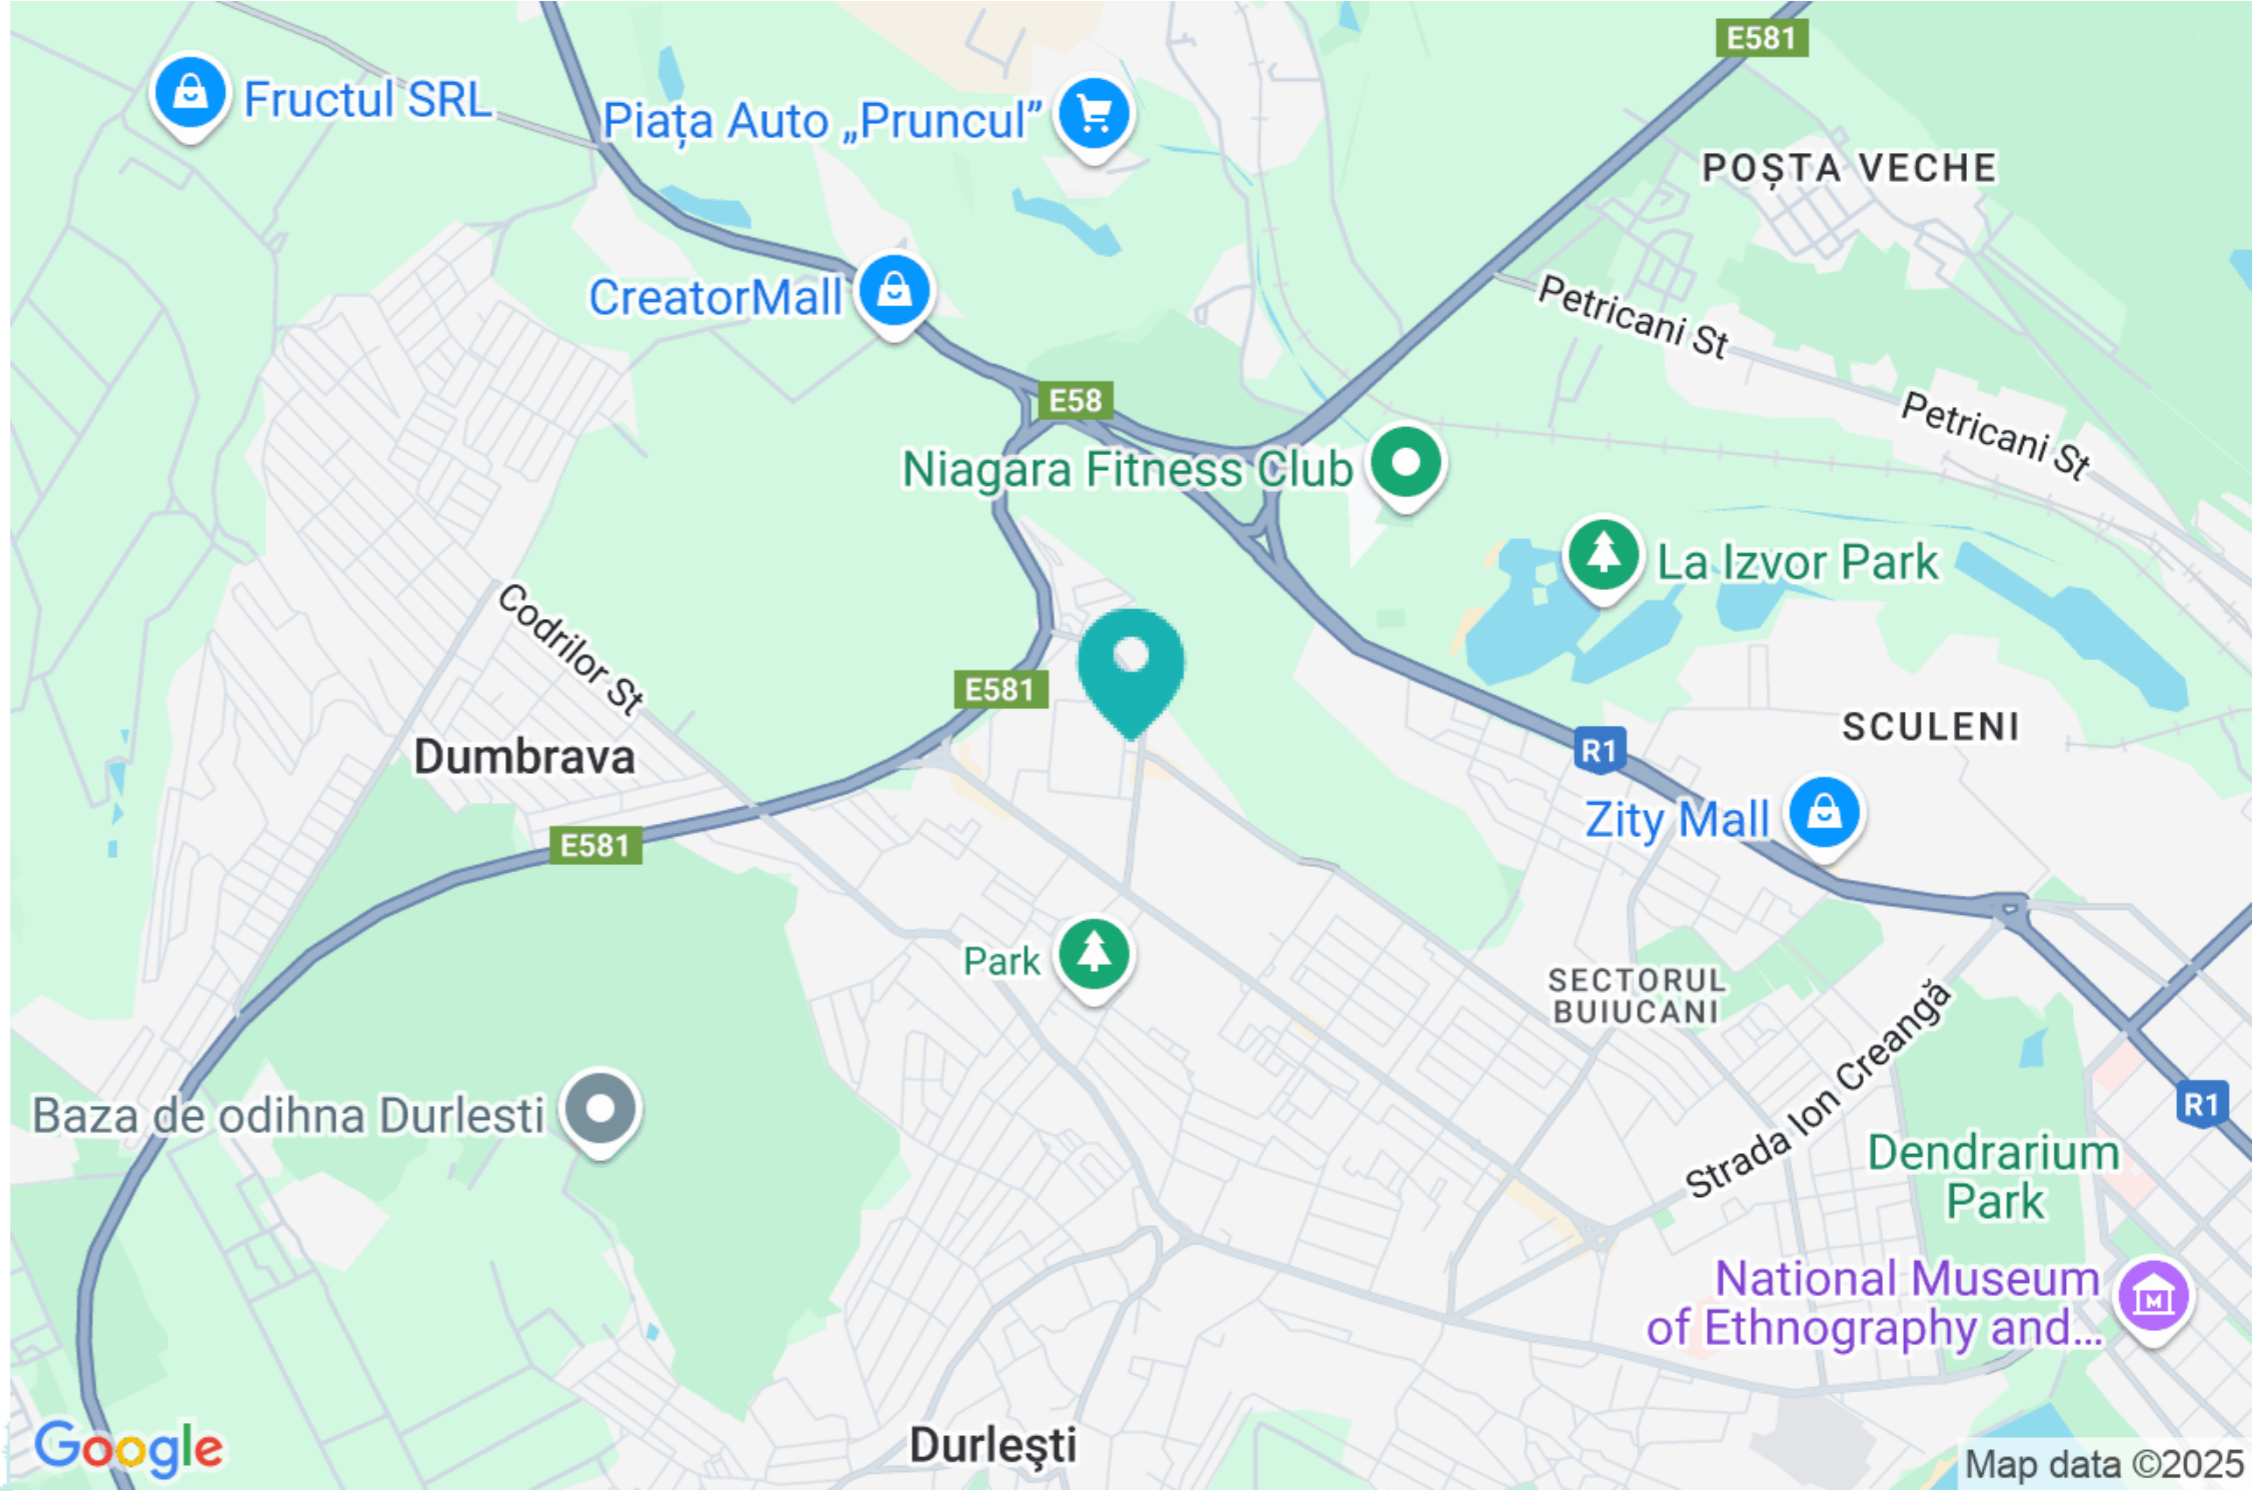 E581
Fructul SRL
Piața Auto „Pruncul”
POȘTA VECHE
CreatorMall
Petricani St
E58
Petricani St
Niagara Fitness Club
La Izvor Park
Codrilor St
E581
Dumbrava
SCULENI
R1
Zity Mall
E581
Park
SECTORUL
BUIUCANI
Strada Ion Creangă
Baza de odihna Durlesti
R1
Dendrarium
Park
National Museum
of Ethnography and...
Durleşti
Google
Map data ©2025